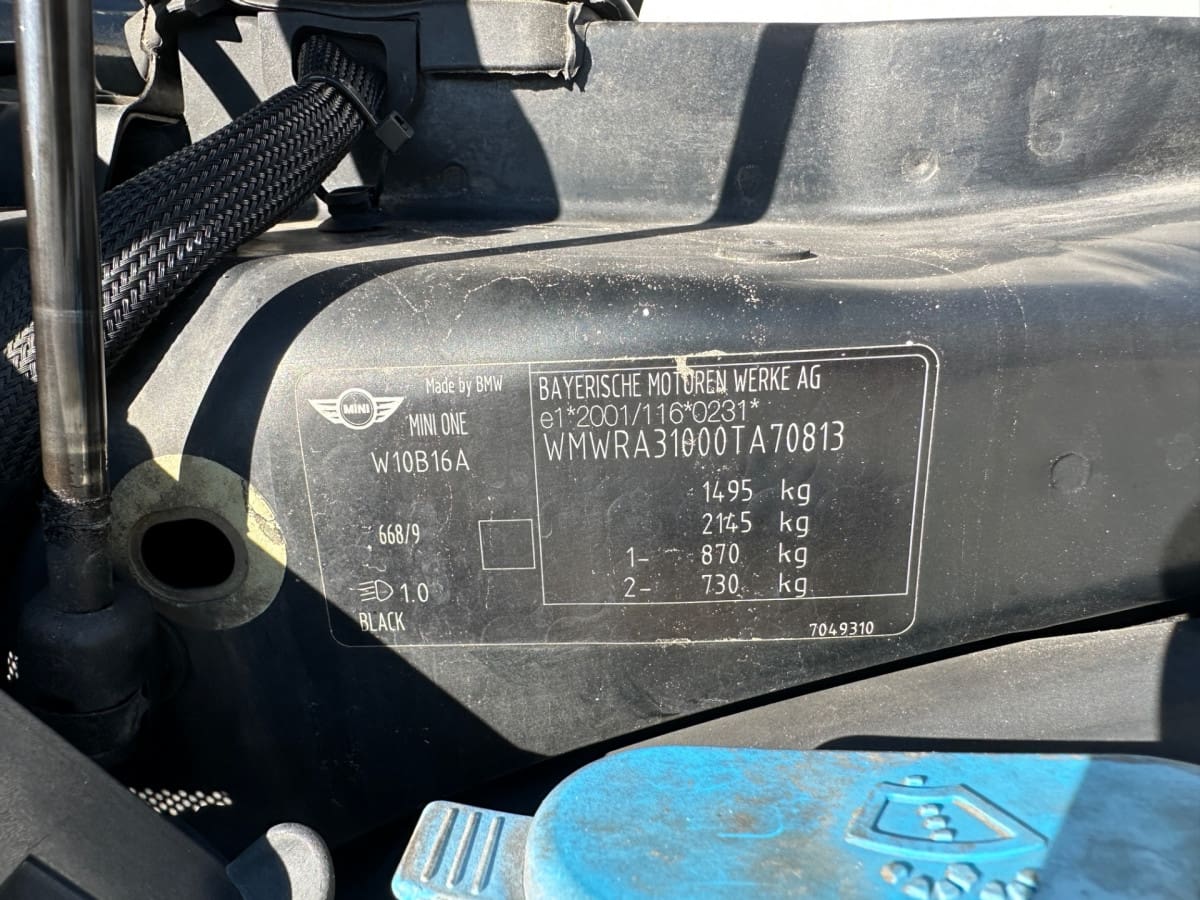 Made by BMW
MINI
MINI ONE
W10B16A
668/9
1.0
BLACK
BAYERISCHE MOTOREN WERKE AG
e1*2001/116*0231*
WMWRA31000TA70813
1495 kg
2145 kg
1- 870 kg
2- 730 kg
7049310